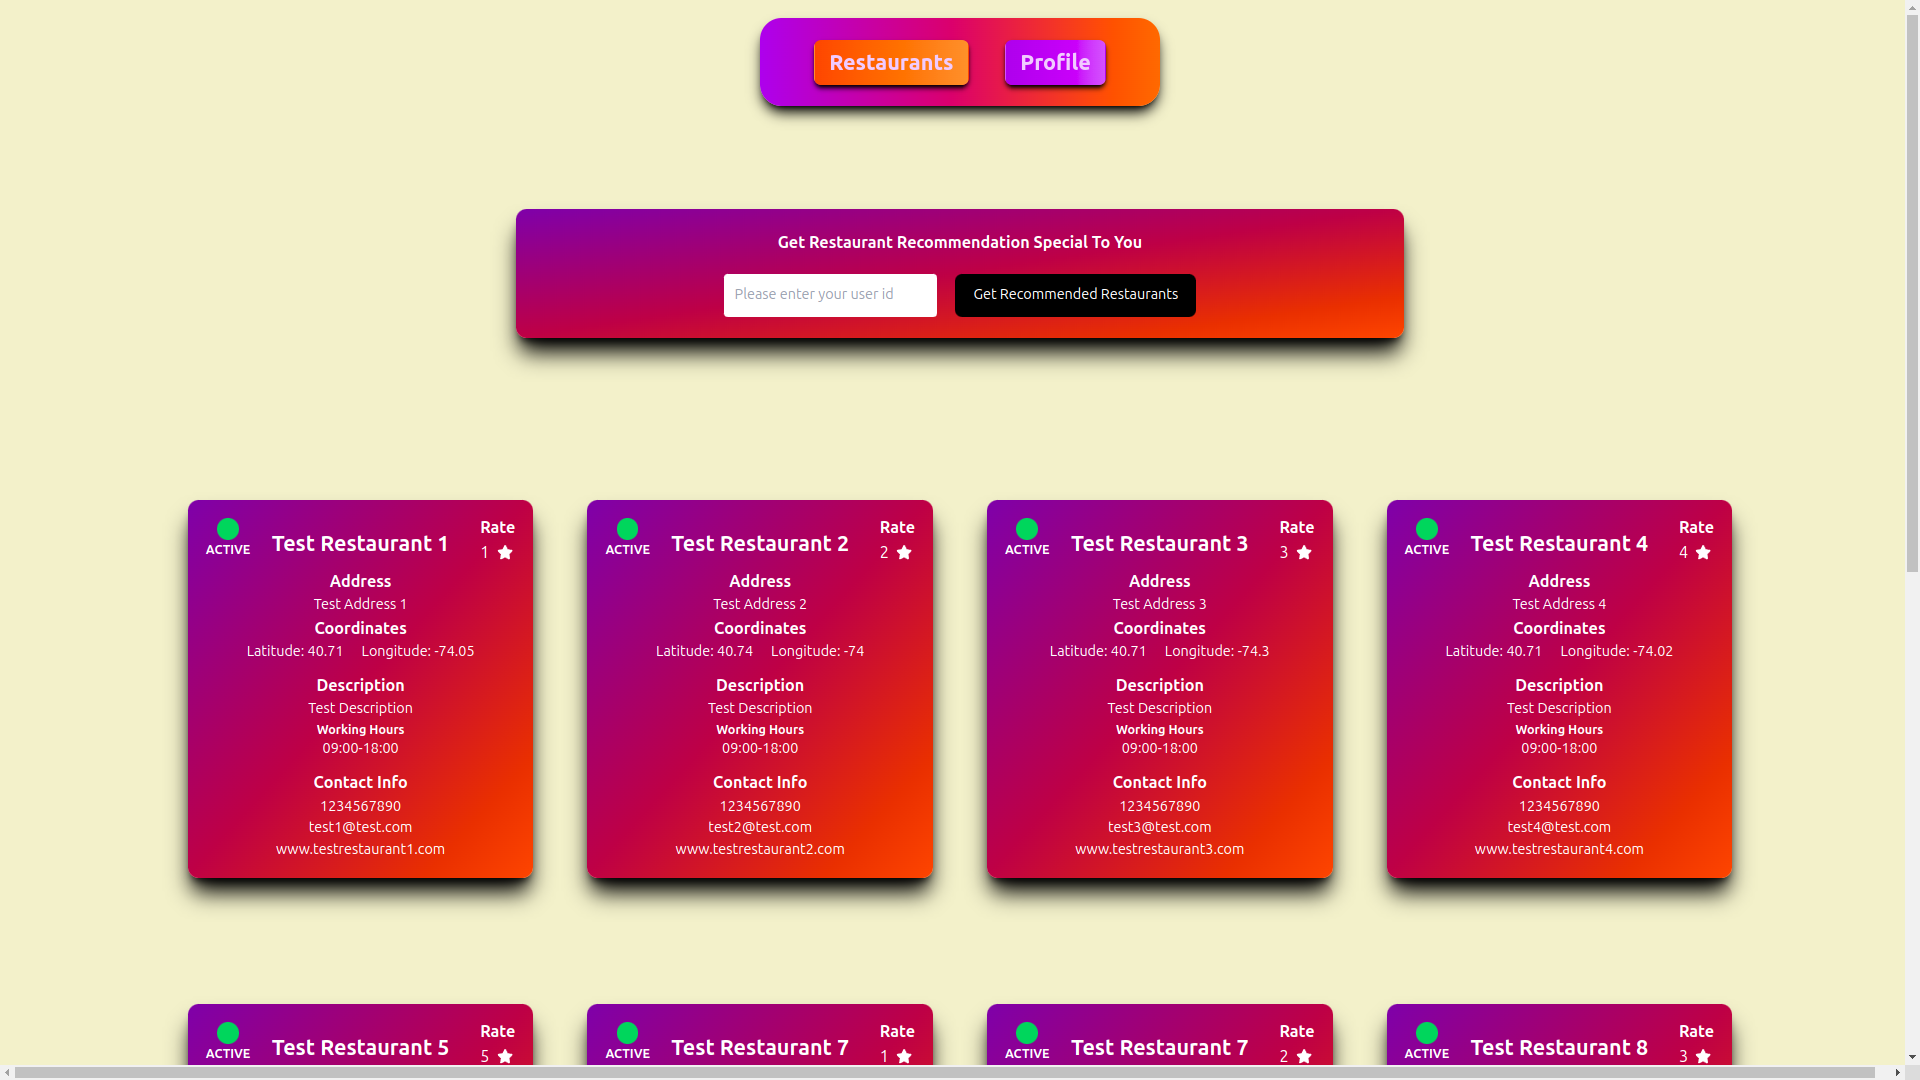 Restaurants Profile
Get Restaurant Recommendation Special To You
Please enter your user id Get Recommended Restaurants
ACTIVE Test Restaurant 1 Rate 1
Address
Test Address 1
Coordinates
Latitude: 40.71 Longitude: -74.05
Description
Test Description
Working Hours
09:00-18:00
Contact Info
1234567890
test1@test.com
www.testrestaurant1.com
ACTIVE Test Restaurant 2 Rate 2
Address
Test Address 2
Coordinates
Latitude: 40.74 Longitude: -74
Description
Test Description
Working Hours
09:00-18:00
Contact Info
1234567890
test2@test.com
www.testrestaurant2.com
ACTIVE Test Restaurant 3 Rate 3
Address
Test Address 3
Coordinates
Latitude: 40.71 Longitude: -74.3
Description
Test Description
Working Hours
09:00-18:00
Contact Info
1234567890
test3@test.com
www.testrestaurant3.com
ACTIVE Test Restaurant 4 Rate 4
Address
Test Address 4
Coordinates
Latitude: 40.71 Longitude: -74.02
Description
Test Description
Working Hours
09:00-18:00
Contact Info
1234567890
test4@test.com
www.testrestaurant4.com
ACTIVE Test Restaurant 5 Rate 5
ACTIVE Test Restaurant 7 Rate 1
ACTIVE Test Restaurant 7 Rate 2
ACTIVE Test Restaurant 8 Rate 3